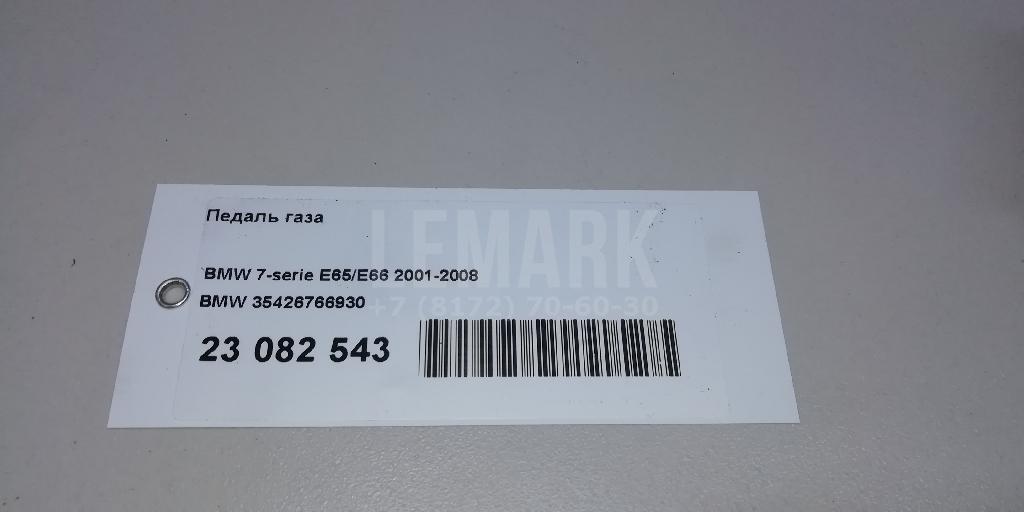 Педаль газа
LEMARK
BMW 7-serie E65/E66 2001-2008
BMW 35426766930
+7 (8172) 70-60-30
23 082 543